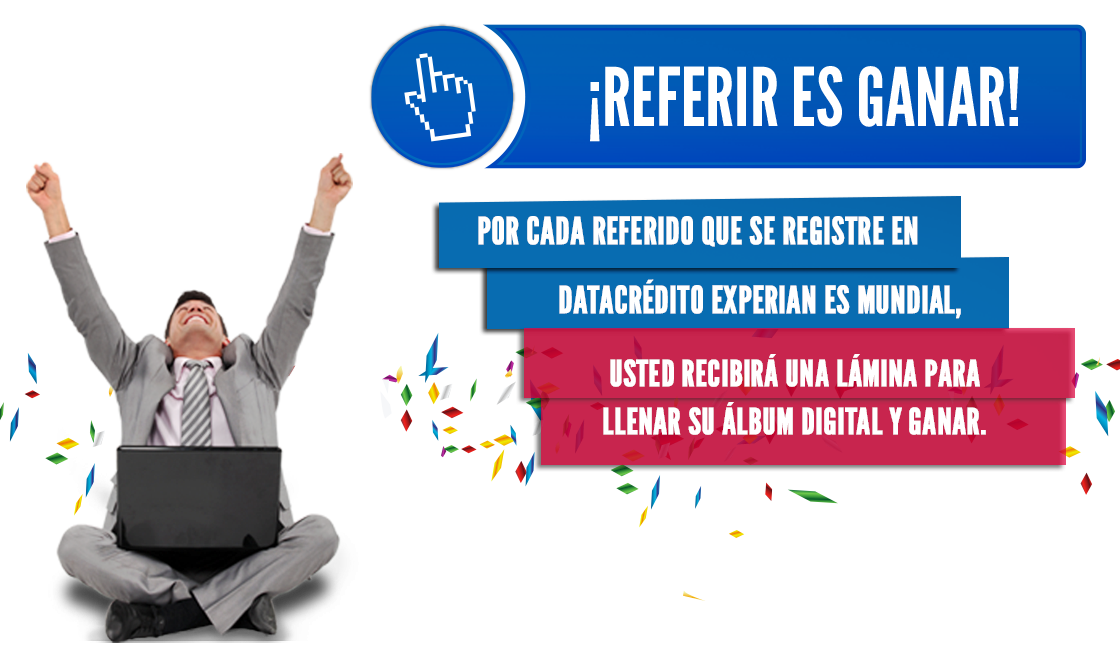 ¡REFERIR ES GANAR!
POR CADA REFERIDO QUE SE REGISTRE EN
DATACRÉDITO EXPERIAN ES MUNDIAL,
USTED RECIBIRÁ UNA LÁMINA PARA
LLENAR SU ÁLBUM DIGITAL Y GANAR.